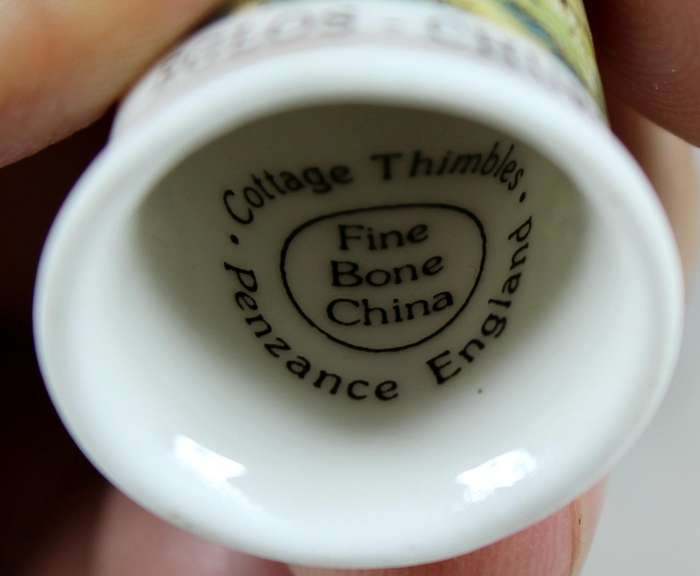 Cottage Thimbles
Fine
Bone
China
Penzance England